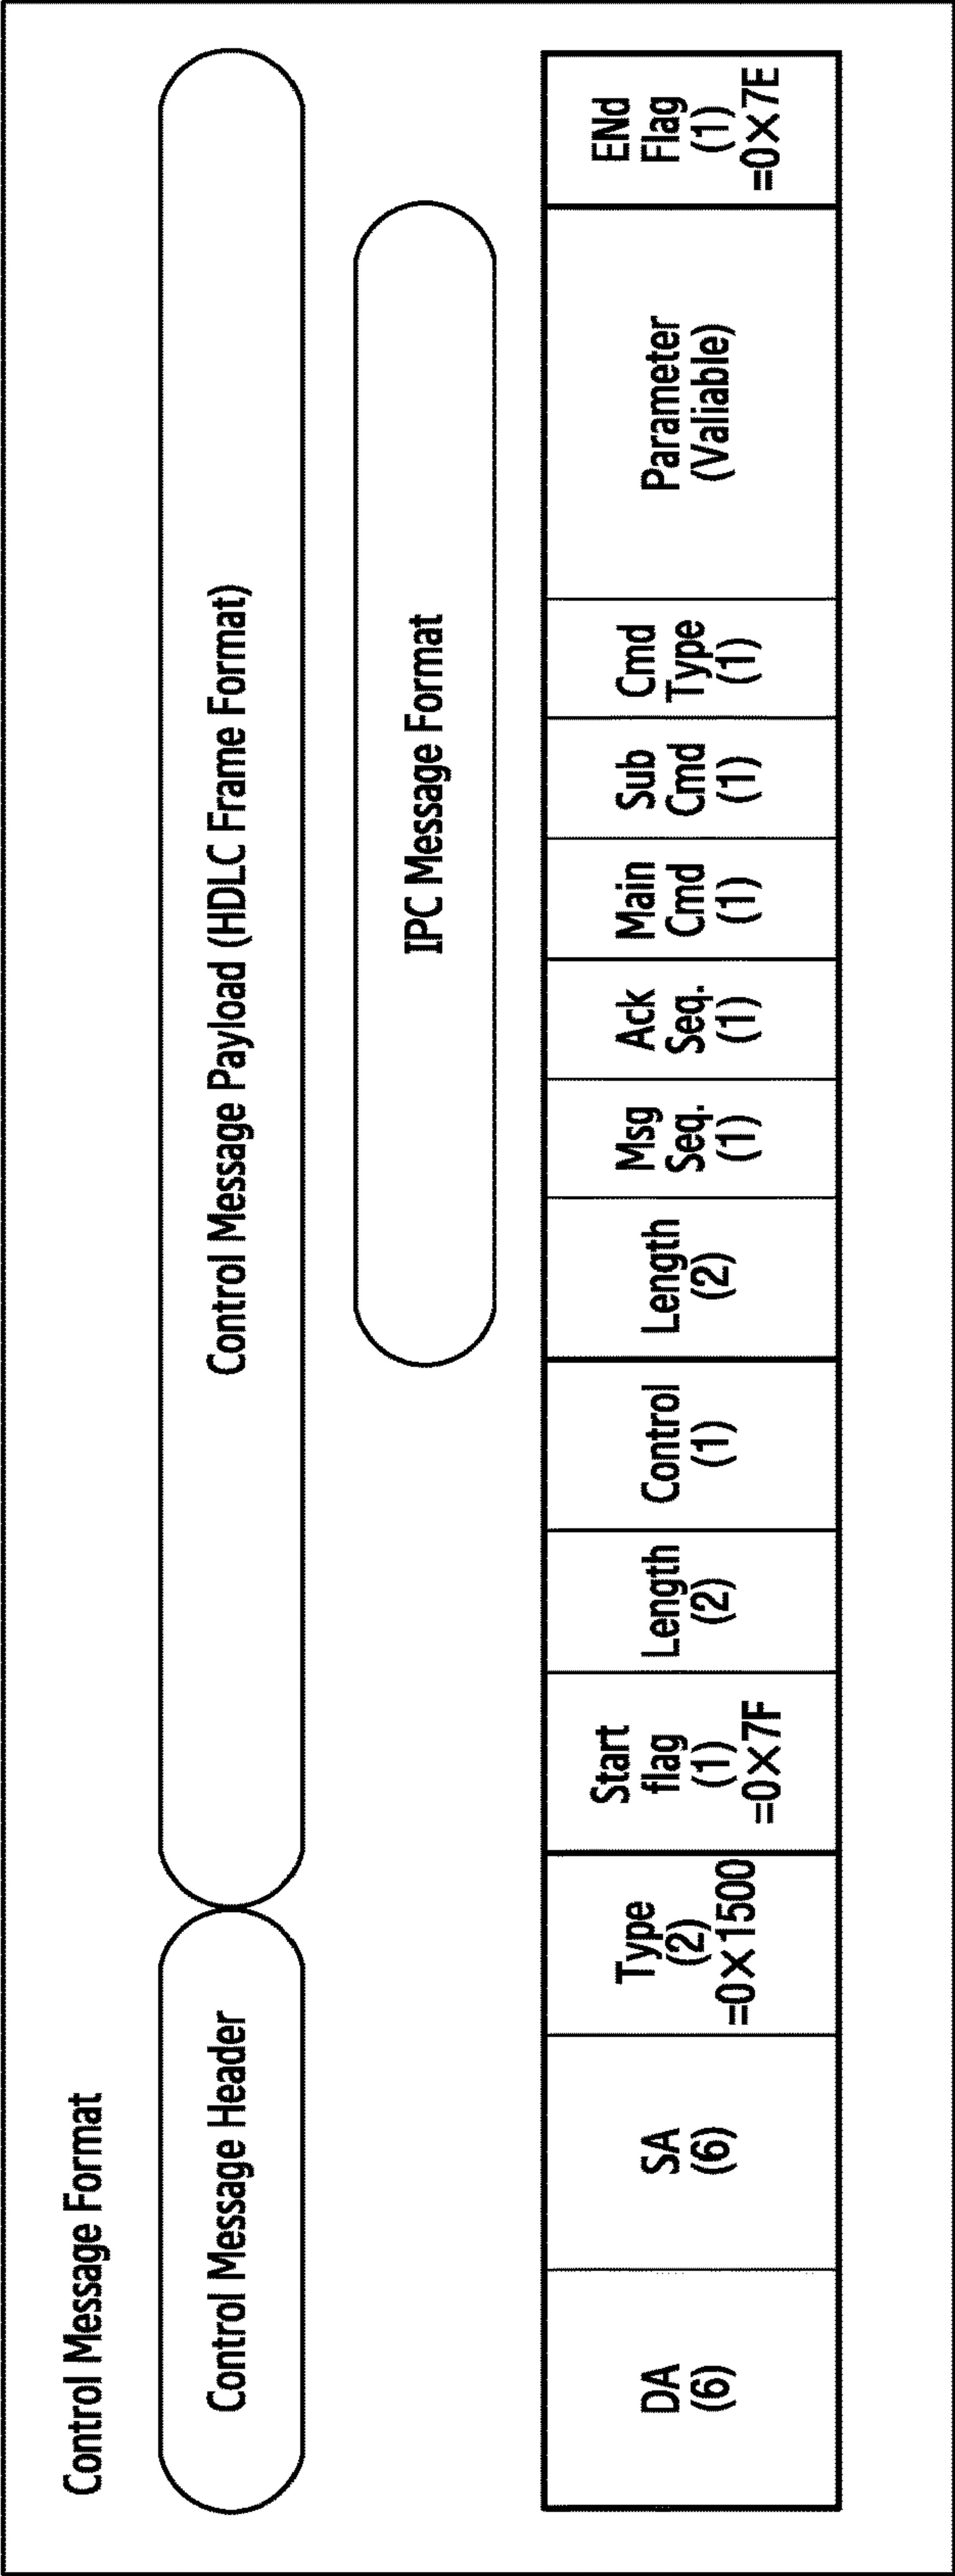 Control Message Format
Control Message Header
Control Message Payload (HDLC Frame Format)
IPC Message Format
DA
(6)
SA
(6)
Type
(2)
=0×1500
Start
flag
(1)
=0×7F
Length
(2)
Control
(1)
Length
(2)
Msg
Seq.
(1)
Ack
Seq.
(1)
Main
Cmd
(1)
Sub
Cmd
(1)
Cmd
Type
(1)
Parameter
(Valiable)
ENd
Flag
(1)
=0×7E